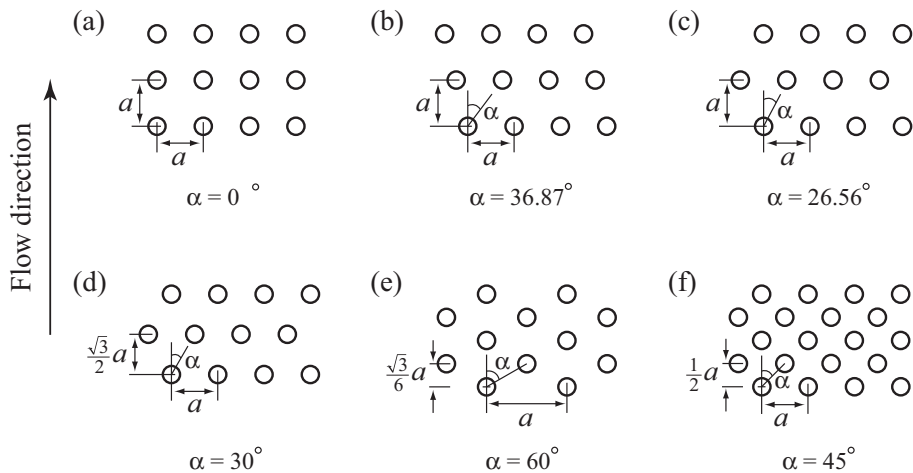 (a)
(b)
(c)
Flow direction
a
a
α = 0 °
a
α
a
α = 36.87°
a
α
a
α = 26.56°
(d)
(e)
(f)
√3/2 a
α
a
α = 30°
√3/6 a
α
a
α = 60°
1/2 a
α
a
α = 45°